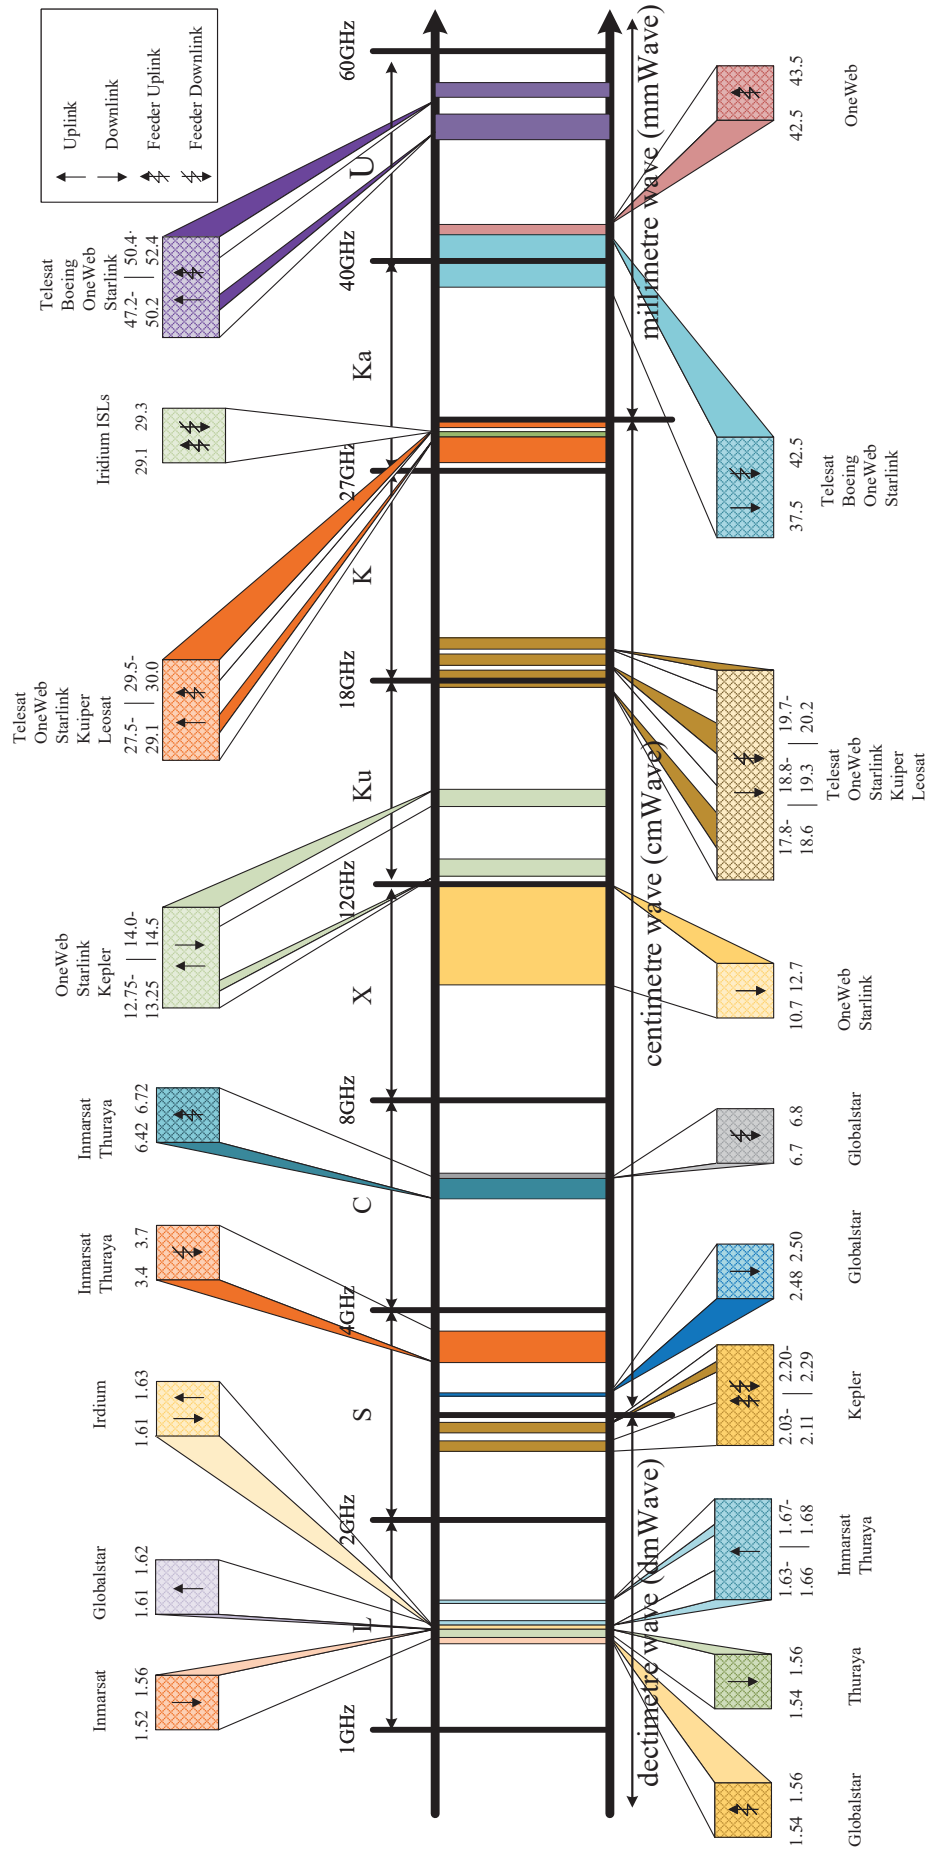 Uplink
Downlink
Feeder Uplink
Feeder Downlink
Inmarsat
1.52 1.56
Globalstar
1.61 1.62
Irdium
1.61 1.63
Inmarsat
Thuraya
3.4 3.7
Inmarsat
Thuraya
6.42 6.72
OneWeb
Starlink
Kepler
12.75- | 14.0-
13.25 | 14.5
Telesat
OneWeb
Starlink
Kuiper
Leosat
27.5- | 29.5-
29.1 | 30.0
Iridium ISLs
29.1 29.3
Telesat
Boeing
OneWeb
Starlink
47.2- | 50.4-
50.2 | 52.4
1GHz
2GHz
4GHz
8GHz
12GHz
18GHz
27GHz
40GHz
60GHz
L
S
C
X
Ku
K
Ka
U
dectimetre wave (dmWave)
centimetre wave (cmWave)
millimetre wave (mmWave)
1.54 1.56
Globalstar
1.54 1.56
Thuraya
1.63- | 1.67-
1.66 | 1.68
Inmarsat
Thuraya
2.03- | 2.20-
2.11 | 2.29
Kepler
2.48 2.50
Globalstar
6.7 6.8
Globalstar
10.7 12.7
OneWeb
Starlink
17.8- | 18.8- | 19.7-
18.6 | 19.3 | 20.2
Telesat
OneWeb
Starlink
Kuiper
Leosat
37.5 42.5
Telesat
Boeing
OneWeb
Starlink
42.5 43.5
OneWeb